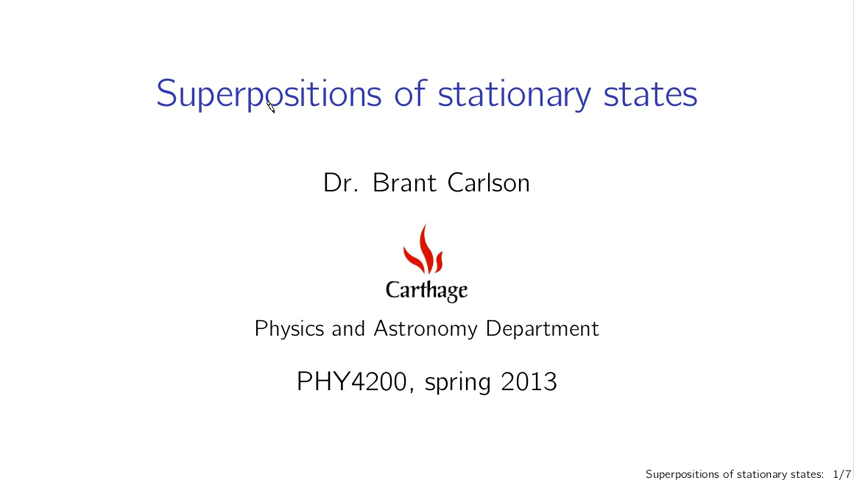 Superpositions of stationary states
Dr. Brant Carlson
Carthage
Physics and Astronomy Department
PHY4200, spring 2013
Superpositions of stationary states: 1/7